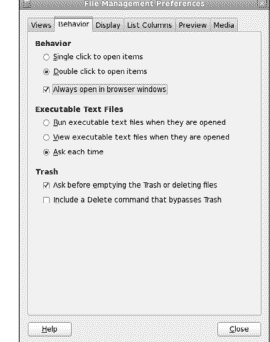 File Management Preferences
Views Behavior Display List Columns Preview Media
Behavior
Single click to open items
Double click to open items
Always open in browser windows
Executable Text Files
Run executable text files when they are opened
View executable text files when they are opened
Ask each time
Trash
Ask before emptying the Trash or deleting files
Include a Delete command that bypasses Trash
Help Close